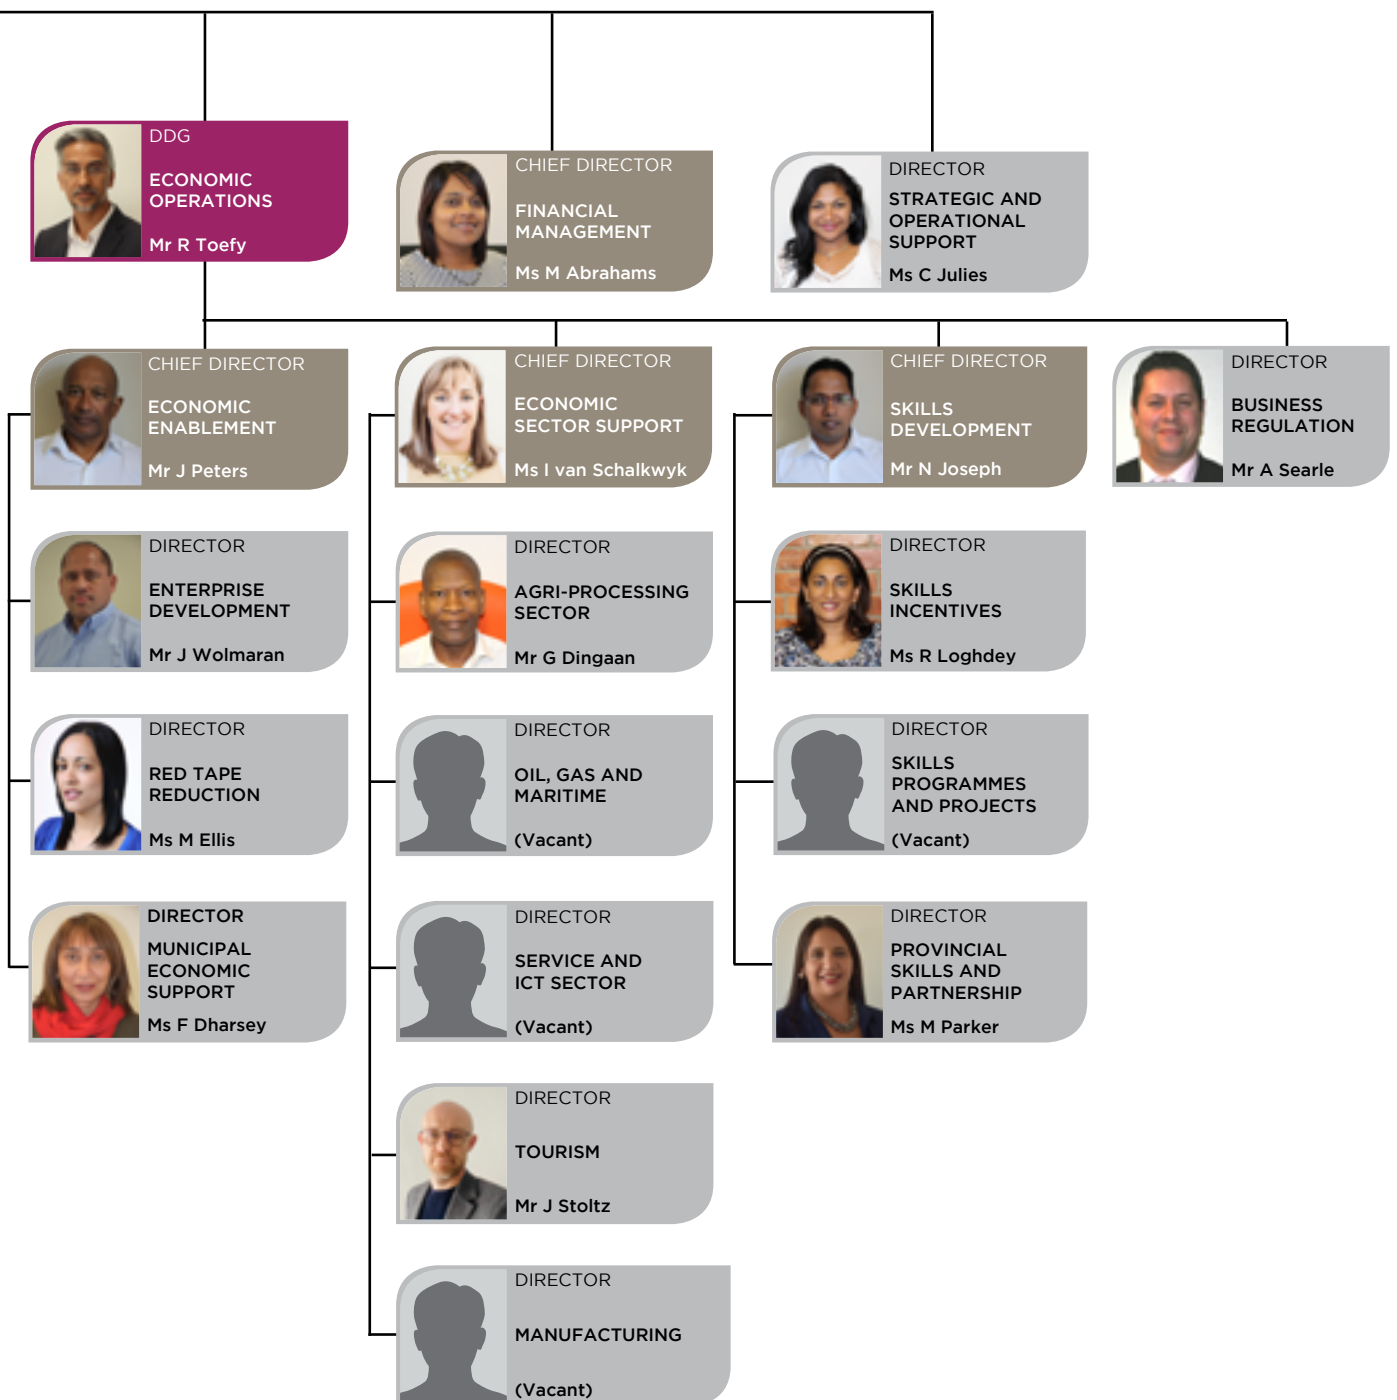 DDG
ECONOMIC
OPERATIONS
Mr R Toefy
CHIEF DIRECTOR
FINANCIAL
MANAGEMENT
Ms M Abrahams
DIRECTOR
STRATEGIC AND
OPERATIONAL
SUPPORT
Ms C Julies
CHIEF DIRECTOR
ECONOMIC
ENABLEMENT
Mr J Peters
CHIEF DIRECTOR
ECONOMIC
SECTOR SUPPORT
Ms I van Schalkwyk
CHIEF DIRECTOR
SKILLS
DEVELOPMENT
Mr N Joseph
DIRECTOR
BUSINESS
REGULATION
Mr A Searle
DIRECTOR
ENTERPRISE
DEVELOPMENT
Mr J Wolmaran
DIRECTOR
AGRI-PROCESSING
SECTOR
Mr G Dingaan
DIRECTOR
SKILLS
INCENTIVES
Ms R Loghdey
DIRECTOR
RED TAPE
REDUCTION
Ms M Ellis
DIRECTOR
OIL, GAS AND
MARITIME
(Vacant)
DIRECTOR
SKILLS
PROGRAMMES
AND PROJECTS
(Vacant)
DIRECTOR
MUNICIPAL
ECONOMIC
SUPPORT
Ms F Dharsey
DIRECTOR
SERVICE AND
ICT SECTOR
(Vacant)
DIRECTOR
PROVINCIAL
SKILLS AND
PARTNERSHIP
Ms M Parker
DIRECTOR
TOURISM
Mr J Stoltz
DIRECTOR
MANUFACTURING
(Vacant)